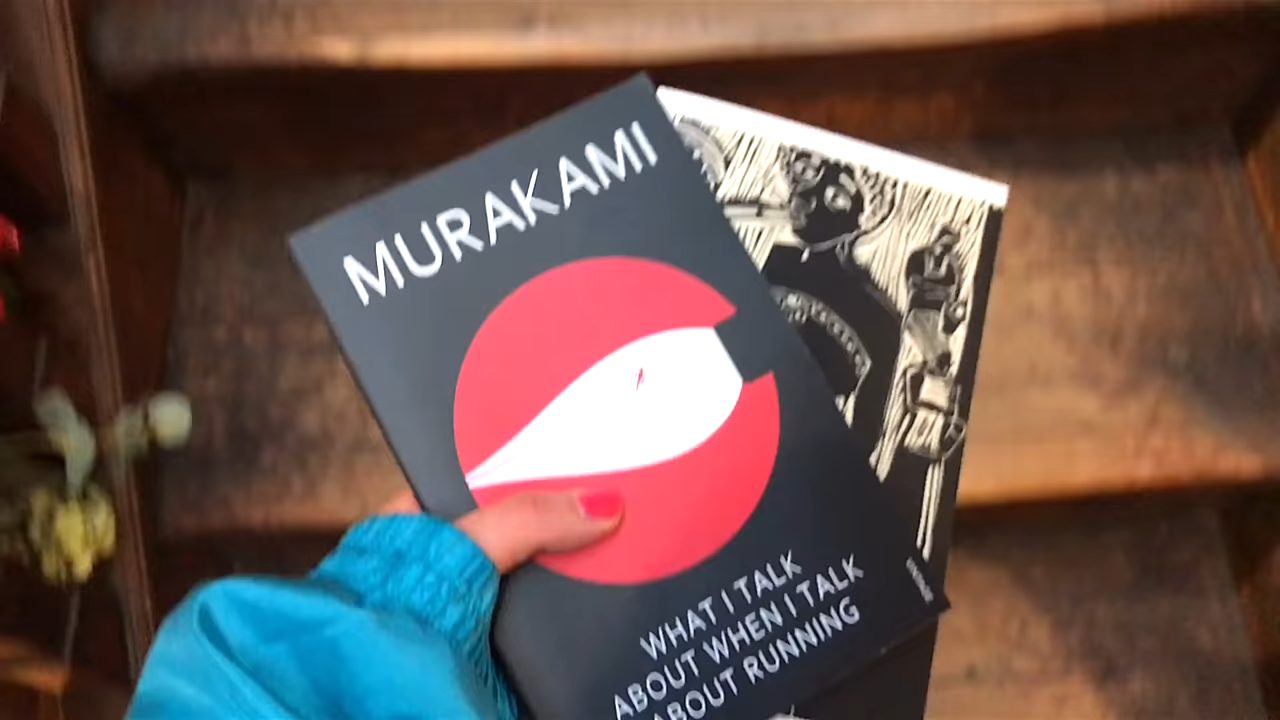 MURAKAMI
WHAT I TALK
ABOUT WHEN I TALK
ABOUT RUNNING